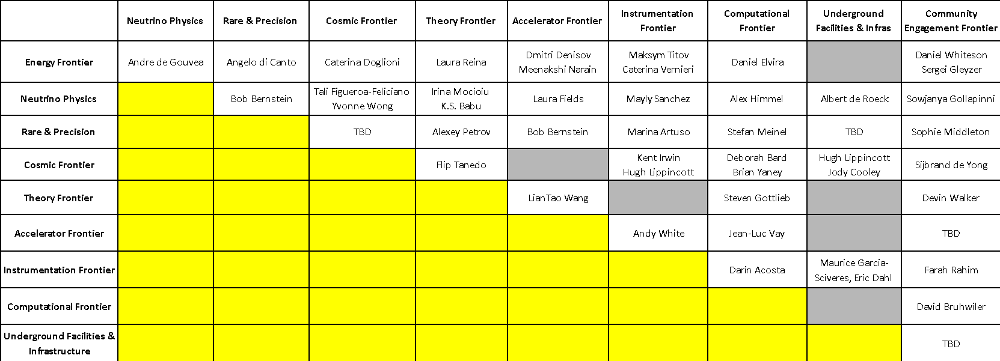 Neutrino Physics
Rare & Precision
Cosmic Frontier
Theory Frontier
Accelerator Frontier
Instrumentation
Frontier
Computational
Frontier
Underground
Facilities & Infras
Community
Engagement Frontier
Energy Frontier
Andre de Gouvea
Angelo di Canto
Caterina Doglioni
Laura Reina
Dmitri Denisov
Meenakshi Narain
Maksym Titov
Caterina Vernieri
Daniel Elvira
Daniel Whiteson
Sergei Gleyzer
Neutrino Physics
Bob Bernstein
Tali Figueroa-Feliciano
Yvonne Wong
Irina Mocioiu
K.S. Babu
Laura Fields
Mayly Sanchez
Alex Himmel
Albert de Roeck
Sowjanya Gollapinni
Rare & Precision
TBD
Alexey Petrov
Bob Bernstein
Marina Artuso
Stefan Meinel
TBD
Sophie Middleton
Cosmic Frontier
Flip Tanedo
Kent Irwin
Hugh Lippincott
Deborah Bard
Brian Yaney
Hugh Lippincott
Jody Cooley
Sijbrand de Yong
Theory Frontier
LianTao Wang
Steven Gottlieb
Devin Walker
Accelerator Frontier
Andy White
Jean-Luc Vay
TBD
Instrumentation Frontier
Darin Acosta
Maurice Garcia-
Sciveres, Eric Dahl
Farah Rahim
Computational Frontier
David Bruhwiler
Underground Facilities &
Infrastructure
TBD